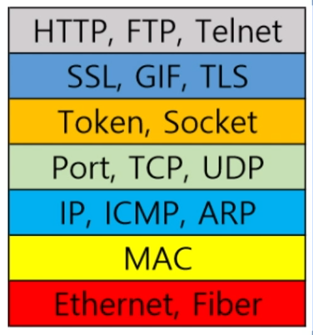 HTTP, FTP, Telnet
SSL, GIF, TLS
Token, Socket
Port, TCP, UDP
IP, ICMP, ARP
MAC
Ethernet, Fiber